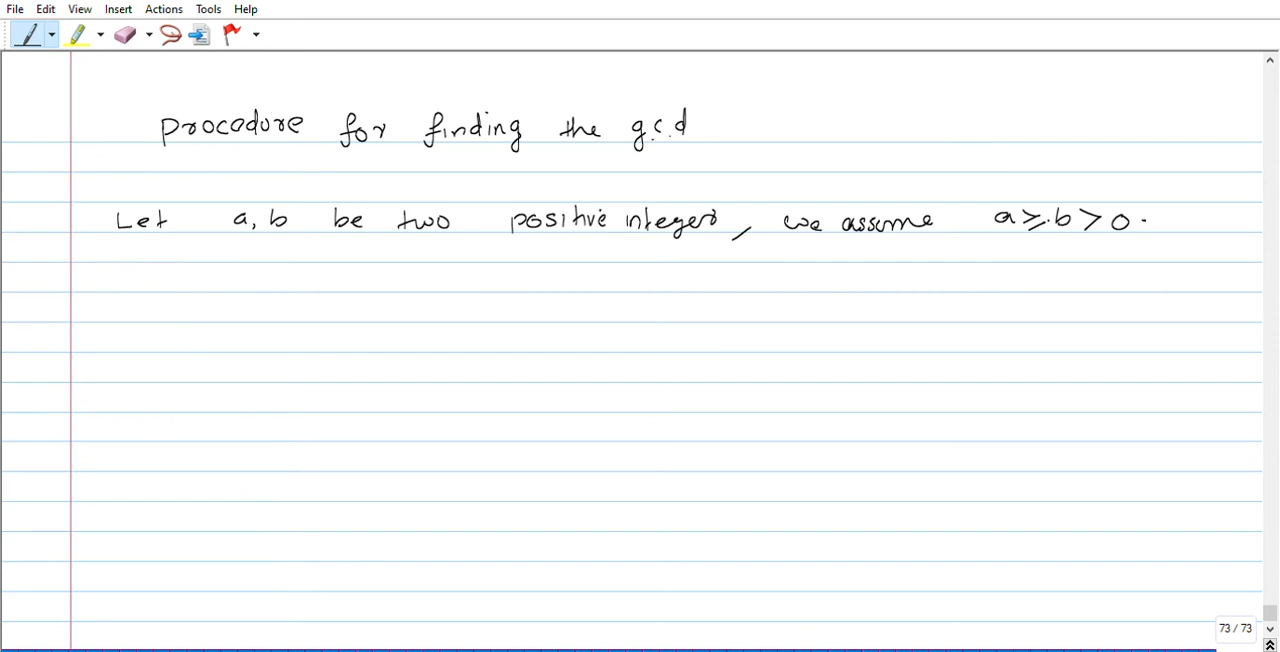 File Edit View Insert Actions Tools Help
Procedure for finding the g.c.d
Let a, b be two positive integers, we assume a ≥ b > 0.
73 / 73